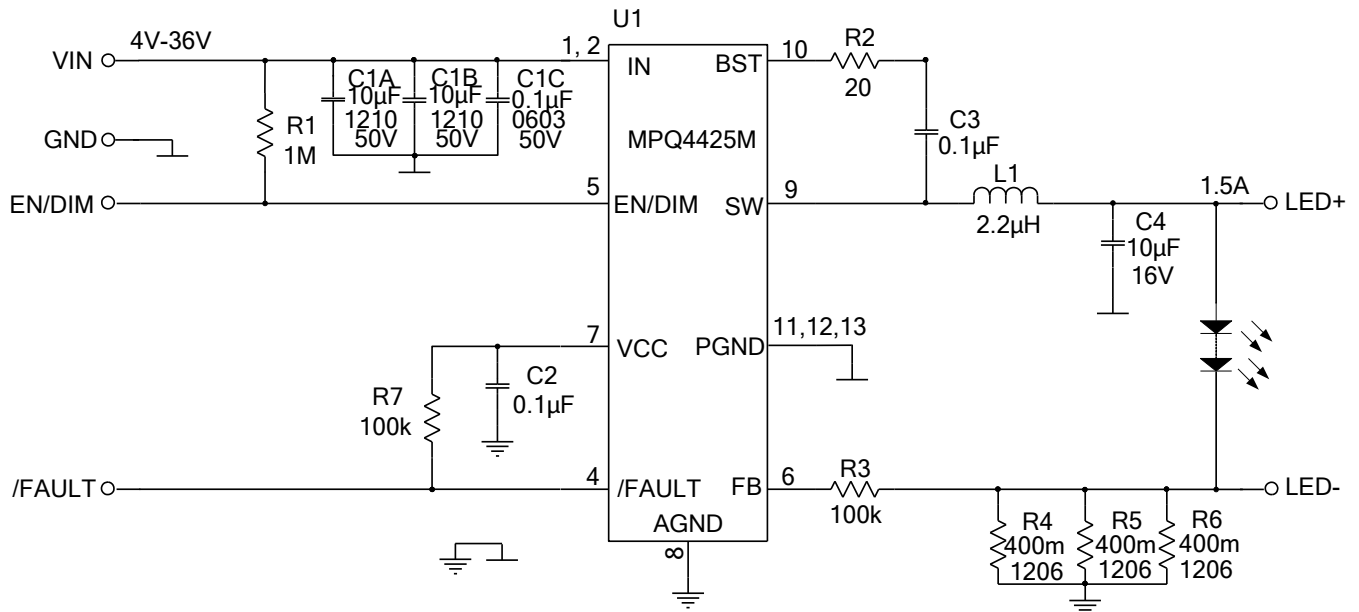 U1
VIN
4V-36V
1, 2
IN
BST
10
R2
20
C1A
10µF
1210
50V
C1B
10µF
1210
50V
C1C
0.1µF
0603
50V
MPQ4425M
C3
0.1µF
GND
R1
1M
L1
2.2µH
1.5A
LED+
EN/DIM
5
EN/DIM
SW
9
C4
10µF
16V
7
VCC
PGND
11,12,13
C2
0.1µF
R7
100k
/FAULT
4
/FAULT
FB
6
R3
100k
LED-
AGND
8
R4
400m
1206
R5
400m
1206
R6
400m
1206